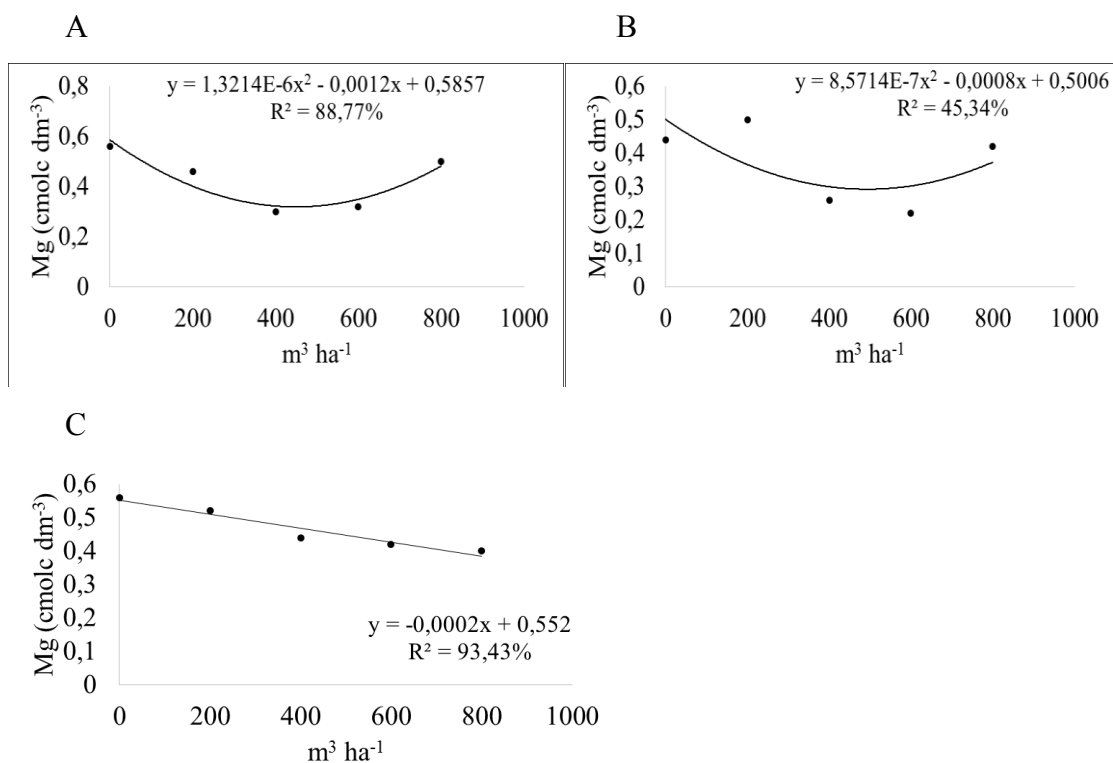 A
y = 1,3214E-6x² - 0,0012x + 0,5857
R² = 88,77%
Mg (cmolc dm⁻³)
0,8
0,6
0,4
0,2
0
0 200 400 600 800 1000
m³ ha⁻¹
B
y = 8,5714E-7x² - 0,0008x + 0,5006
R² = 45,34%
Mg (cmolc dm⁻³)
0,6
0,5
0,4
0,3
0,2
0,1
0
0 200 400 600 800 1000
m³ ha⁻¹
C
Mg (cmolc dm⁻³)
0,6
0,5
0,4
0,3
0,2
0,1
0
y = -0,0002x + 0,552
R² = 93,43%
0 200 400 600 800 1000
m³ ha⁻¹